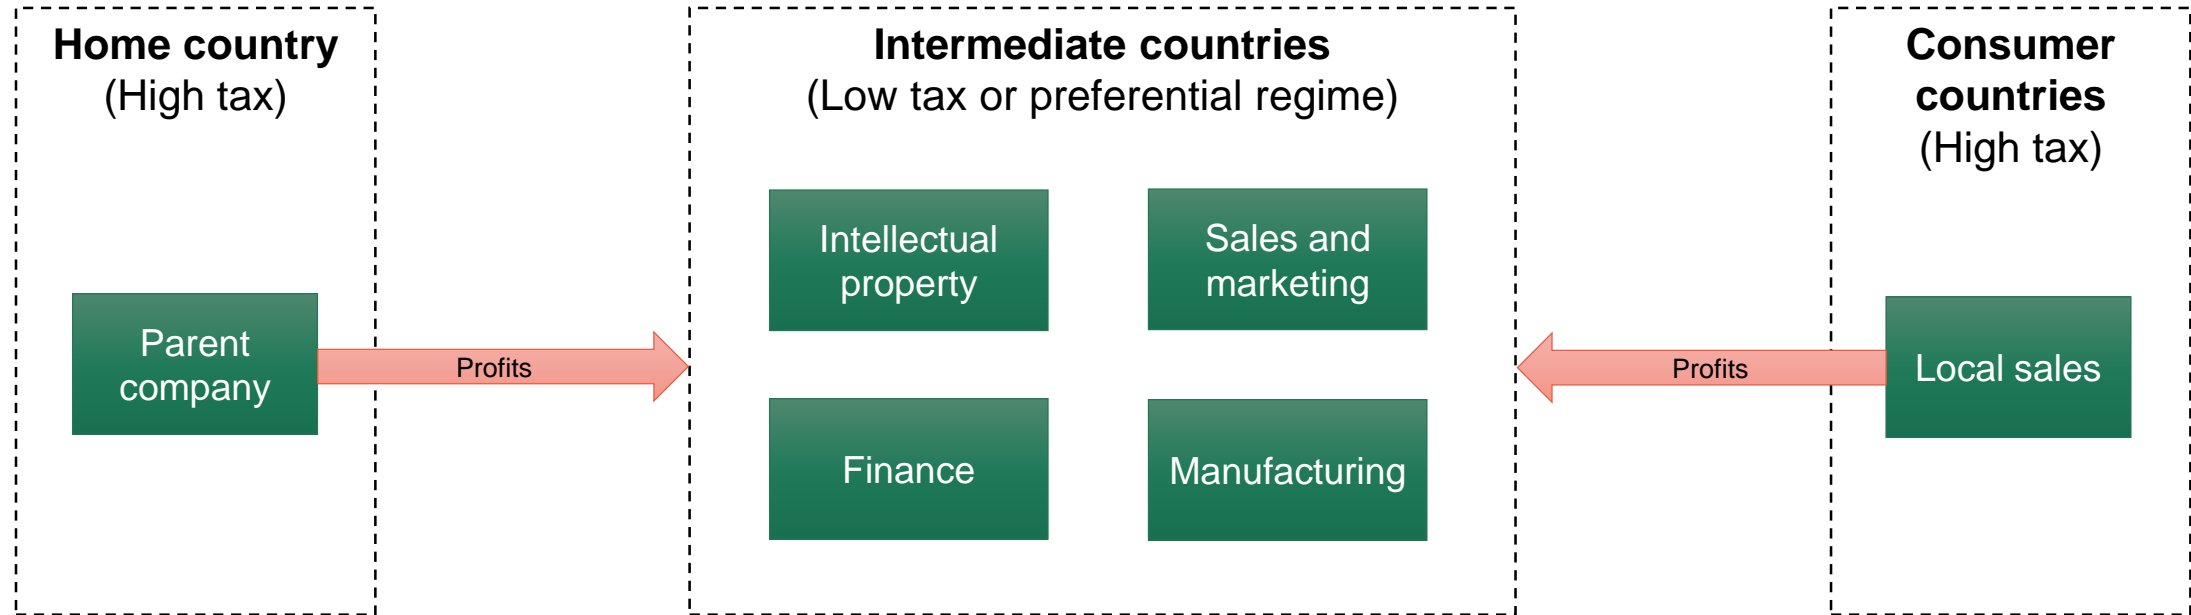 Home country
(High tax)
Parent
company
Profits
Intermediate countries
(Low tax or preferential regime)
Intellectual
property
Sales and
marketing
Finance
Manufacturing
Profits
Consumer
countries
(High tax)
Local sales